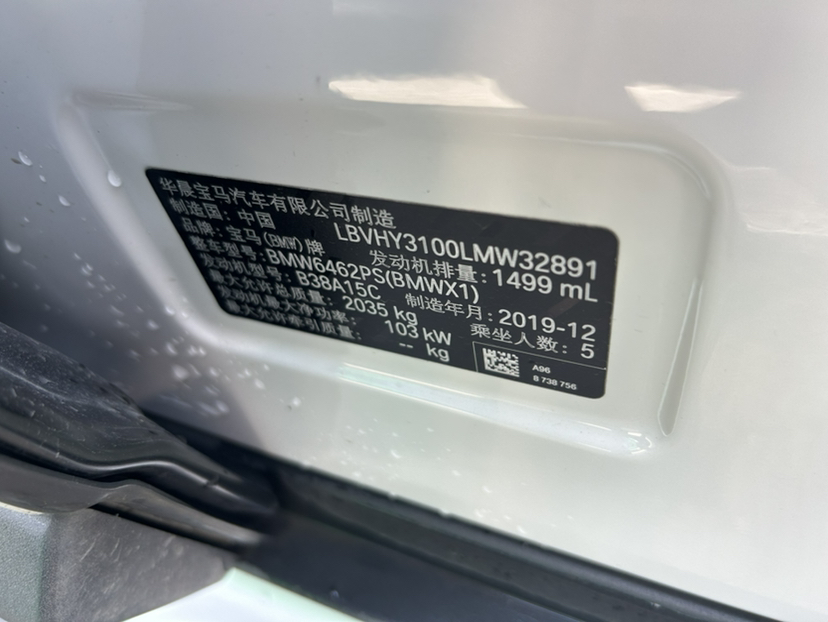 华晨宝马汽车有限公司制造
制造国: 中国 LBVHY3100LMW32891
品牌: 宝马(BMW)牌 发动机排量: 1499 mL
整车型号: BMW6462PS(BMWX1)
发动机型号: B38A15C 制造年月: 2019-12
最大允许总质量: 2035 kg 乘坐人数: 5
发动机最大净功率: 103 kW
最大允许牵引质量: -- kg
A96
8 738 756